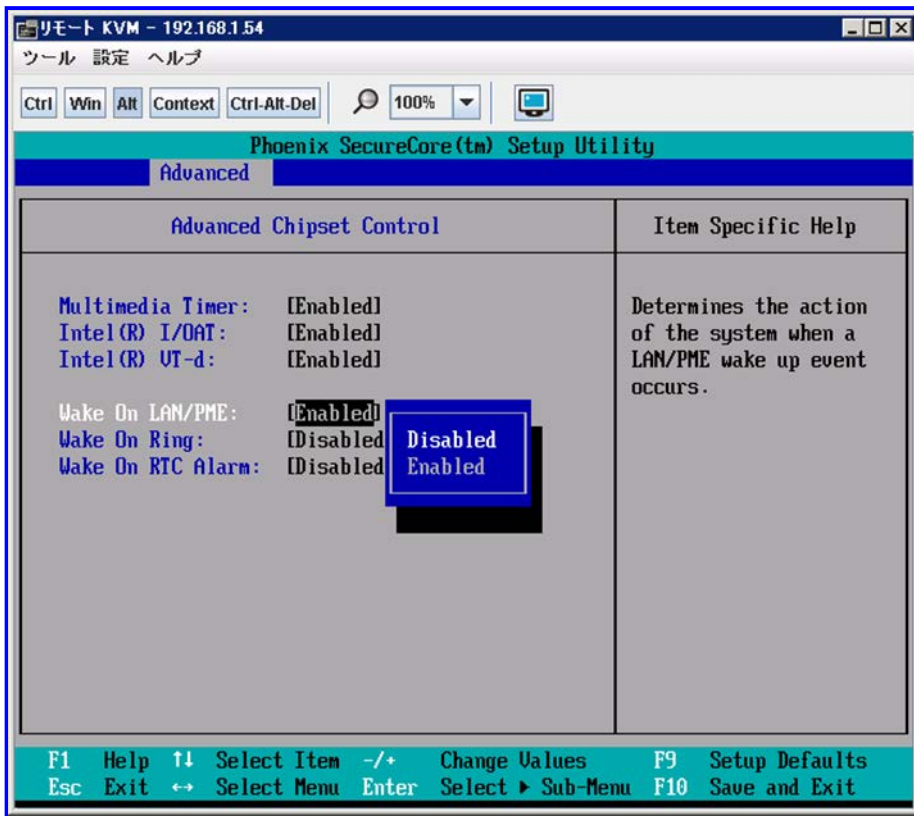 リモート KVM - 192.168.1.54
ツール 設定 ヘルプ
Ctrl Win Alt Context Ctrl-Alt-Del 100%
Phoenix SecureCore(tm) Setup Utility
Advanced
Advanced Chipset Control
Item Specific Help
Multimedia Timer: [Enabled]
Intel(R) I/OAT: [Enabled]
Intel(R) VT-d: [Enabled]
Wake On LAN/PME: [Enabled]
Wake On Ring: [Disabled
Wake On RTC Alarm: [Disabled
Disabled
Enabled
Determines the action
of the system when a
LAN/PME wake up event
occurs.
F1 Help ↑↓ Select Item -/+ Change Values F9 Setup Defaults
Esc Exit ↔ Select Menu Enter Select ▶ Sub-Menu F10 Save and Exit